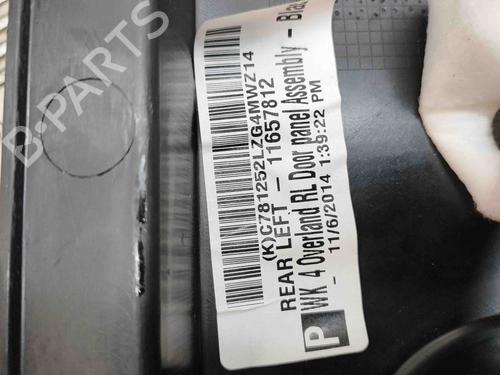 (K)C781252LZG4MWZ14
REAR LEFT - 11657812
P
WK 4 Overland RL Door panel Assembly - Bla
- 11/6/2014 1:39:22 PM
B-PARTS